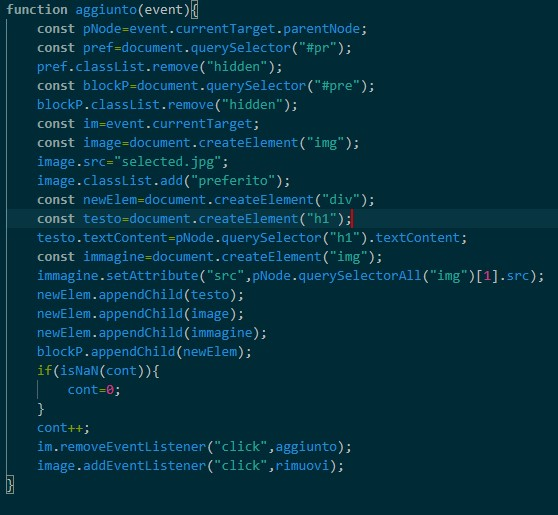 function aggiunto(event){
    const pNode=event.currentTarget.parentNode;
    const pref=document.querySelector("#pr");
    pref.classList.remove("hidden");
    const blockP=document.querySelector("#pre");
    blockP.classList.remove("hidden");
    const im=event.currentTarget;
    const image=document.createElement("img");
    image.src="selected.jpg";
    image.classList.add("preferito");
    const newElem=document.createElement("div");
    const testo=document.createElement("h1");
    testo.textContent=pNode.querySelector("h1").textContent;
    const immagine=document.createElement("img");
    immagine.setAttribute("src",pNode.querySelectorAll("img")[1].src);
    newElem.appendChild(testo);
    newElem.appendChild(image);
    newElem.appendChild(immagine);
    blockP.appendChild(newElem);
    if(isNaN(cont)){
        cont=0;
    }
    cont++;
    im.removeEventListener("click",aggiunto);
    image.addEventListener("click",rimuovi);
}